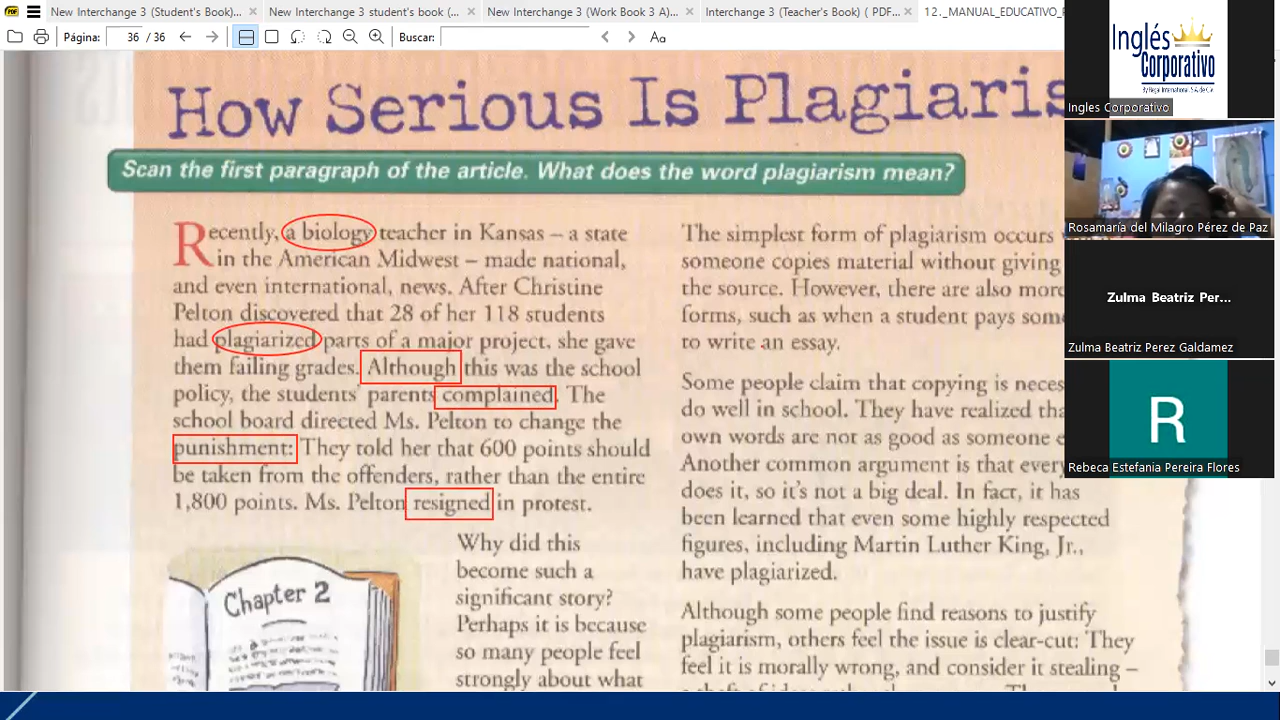 New Interchange 3 (Student's Book)...
New Interchange 3 student's book (...
New Interchange 3 (Work Book 3 A)...
Interchange 3 (Teacher's Book) ( PDF...
12._MANUAL_EDUCATIVO_
Página: 36 / 36 Buscar: Aa
How Serious Is Plagiaris
Scan the first paragraph of the article. What does the word plagiarism mean?
Recently, a biology teacher in Kansas – a state
in the American Midwest – made national,
and even international, news. After Christine
Pelton discovered that 28 of her 118 students
had plagiarized parts of a major project, she gave
them failing grades. Although this was the school
policy, the students' parents complained. The
school board directed Ms. Pelton to change the
punishment: They told her that 600 points should
be taken from the offenders, rather than the entire
1,800 points. Ms. Pelton resigned in protest.
Chapter 2
Why did this
become such a
significant story?
Perhaps it is because
so many people feel
strongly about what
The simplest form of plagiarism occurs
someone copies material without giving
the source. However, there are also more
forms, such as when a student pays som
to write an essay.
Some people claim that copying is neces
do well in school. They have realized tha
own words are not as good as someone e
Another common argument is that every
does it, so it's not a big deal. In fact, it has
been learned that even some highly respected
figures, including Martin Luther King, Jr.,
have plagiarized.
Although some people find reasons to justify
plagiarism, others feel the issue is clear-cut: They
feel it is morally wrong, and consider it stealing –
Inglés
Corporativo
By Regal International, S.A. de C.V.
Ingles Corporativo
Rosamaría del Milagro Pérez de Paz
Zulma Beatriz Per...
Zulma Beatriz Perez Galdamez
R
Rebeca Estefania Pereira Flores